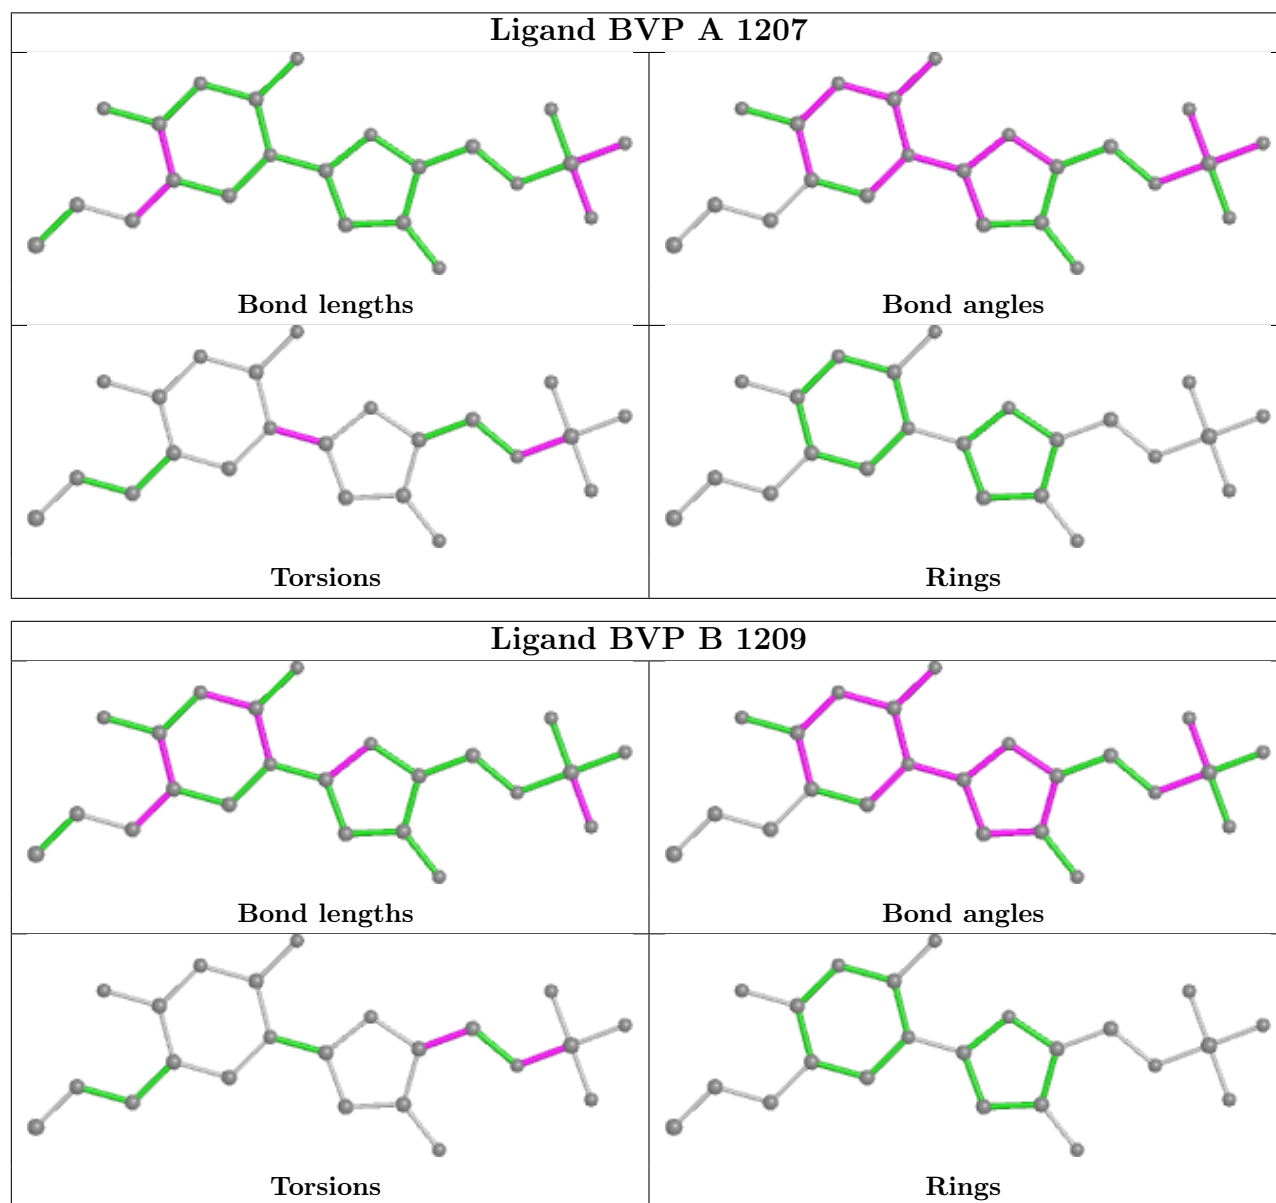 Ligand BVP A 1207
Bond lengths
Bond angles
Torsions
Rings
Ligand BVP B 1209
Bond lengths
Bond angles
Torsions
Rings